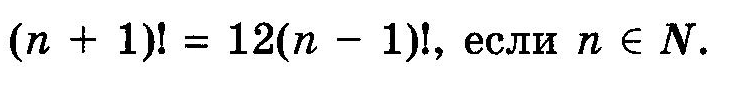 (n + 1)! = 12(n − 1)!, если n ∈ N.